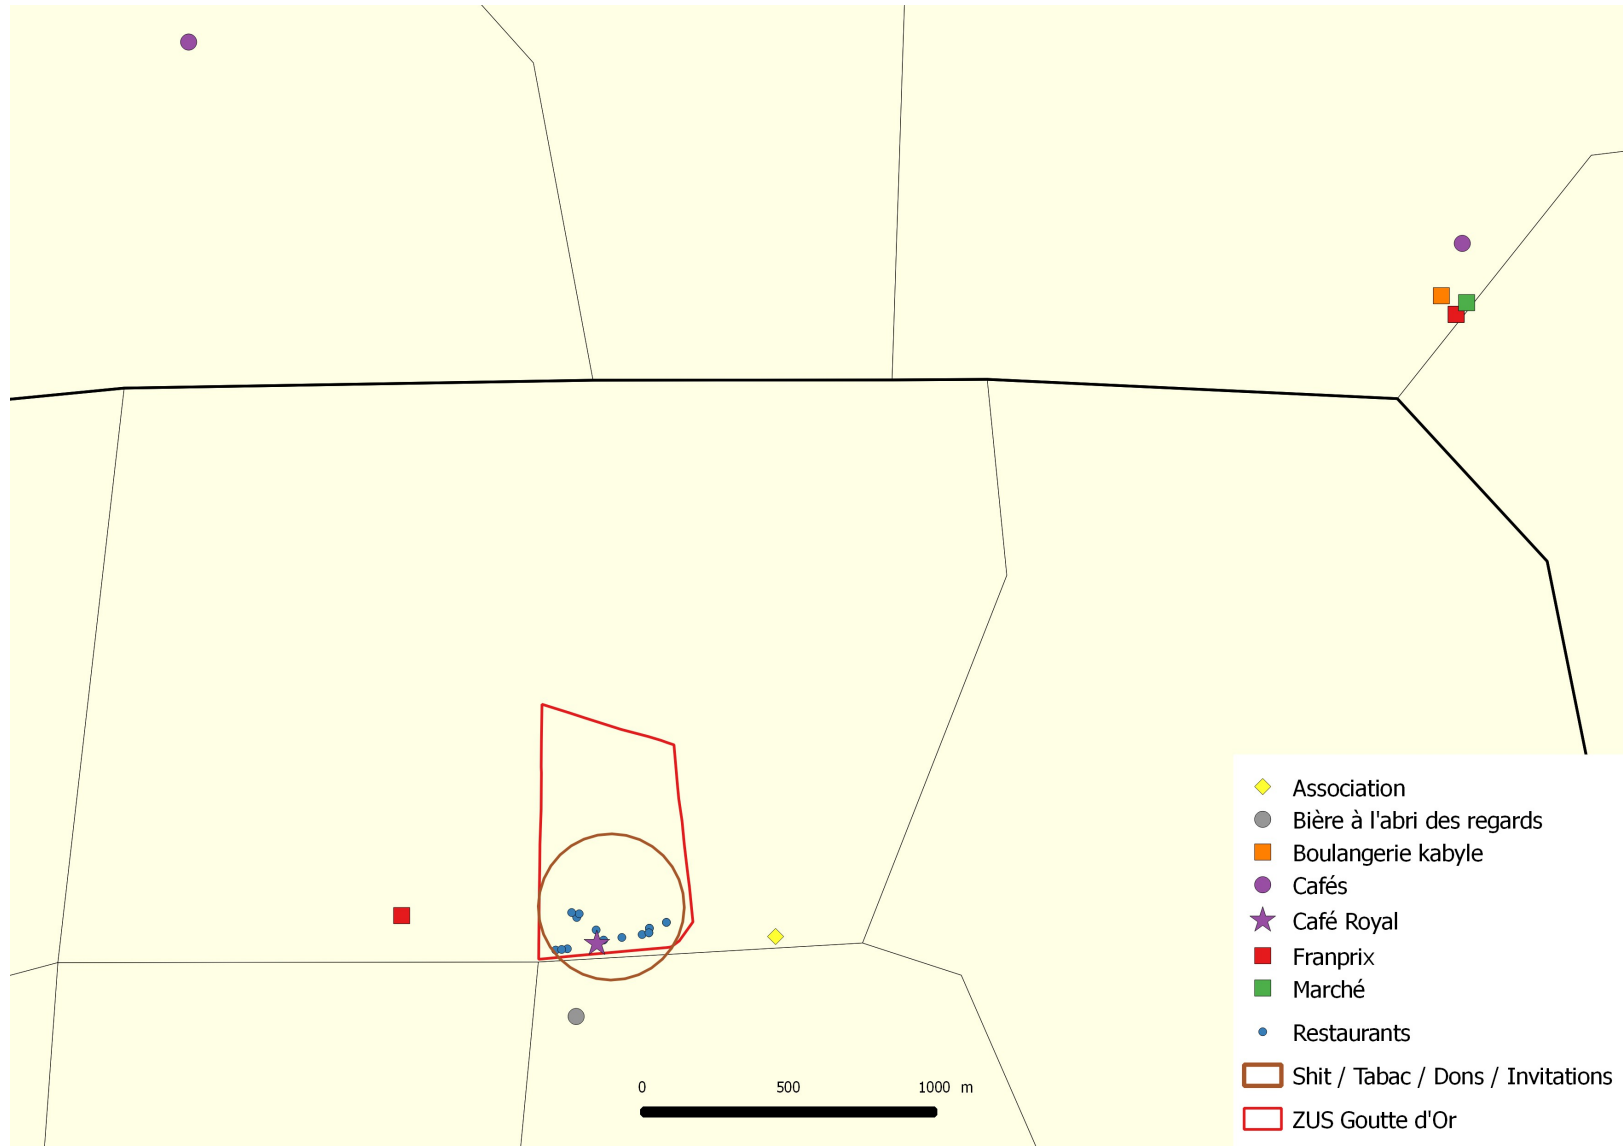 Association
Bière à l'abri des regards
Boulangerie kabyle
Cafés
Café Royal
Franprix
Marché
Restaurants
Shit / Tabac / Dons / Invitations
ZUS Goutte d'Or
0 500 1000 m